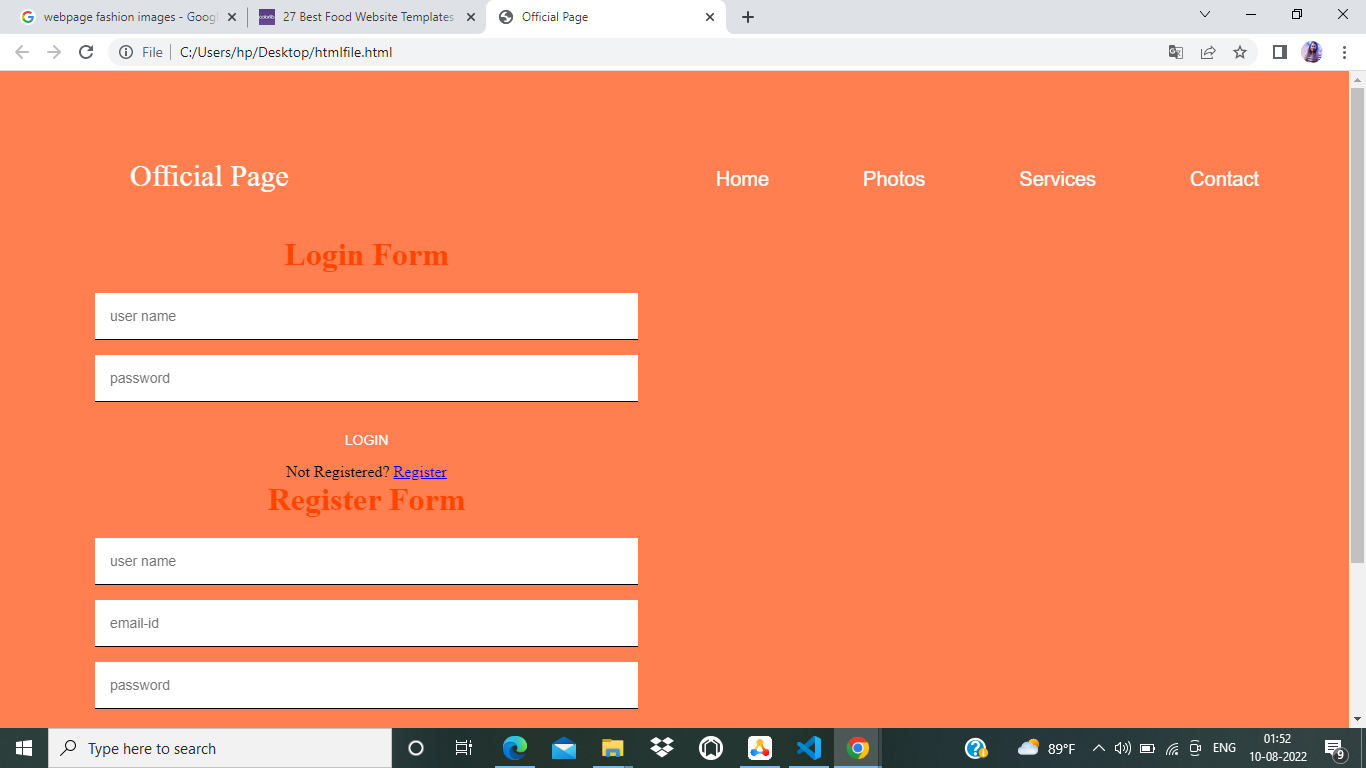 webpage fashion images - Goog
colorlib
27 Best Food Website Templates
Official Page
File
C:/Users/hp/Desktop/htmlfile.html
Official Page
Home
Photos
Services
Contact
Login Form
user name
password
LOGIN
Not Registered? Register
Register Form
user name
email-id
password
Type here to search
89°F
ENG
01:52
10-08-2022
9